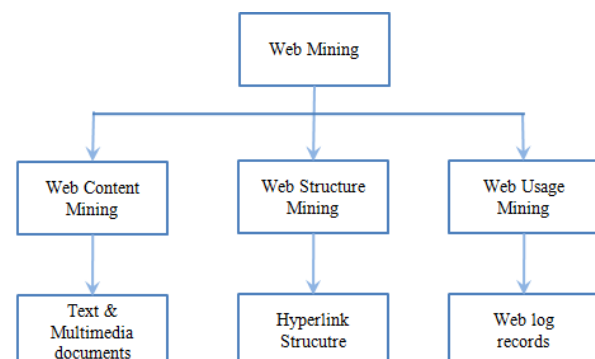 Web Mining
Web Content
Mining
Web Structure
Mining
Web Usage
Mining
Text &
Multimedia
documents
Hyperlink
Strucutre
Web log
records